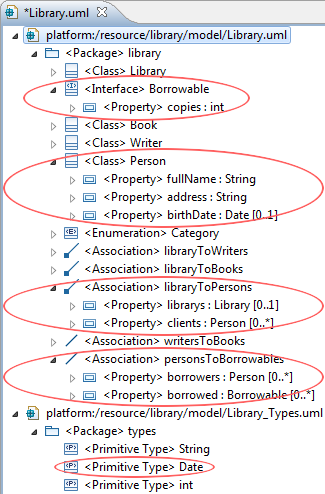 *Library.uml
platform:/resource/library/model/Library.uml
<Package> library
<Class> Library
<Interface> Borrowable
<Property> copies : int
<Class> Book
<Class> Writer
<Class> Person
<Property> fullName : String
<Property> address : String
<Property> birthDate : Date [0..1]
<Enumeration> Category
<Association> libraryToWriters
<Association> libraryToBooks
<Association> libraryToPersons
<Property> librarys : Library [0..1]
<Property> clients : Person [0..*]
<Association> writersToBooks
<Association> personsToBorrowables
<Property> borrowers : Person [0..*]
<Property> borrowed : Borrowable [0..*]
platform:/resource/library/model/Library_Types.uml
<Package> types
<Primitive Type> String
<Primitive Type> Date
<Primitive Type> int